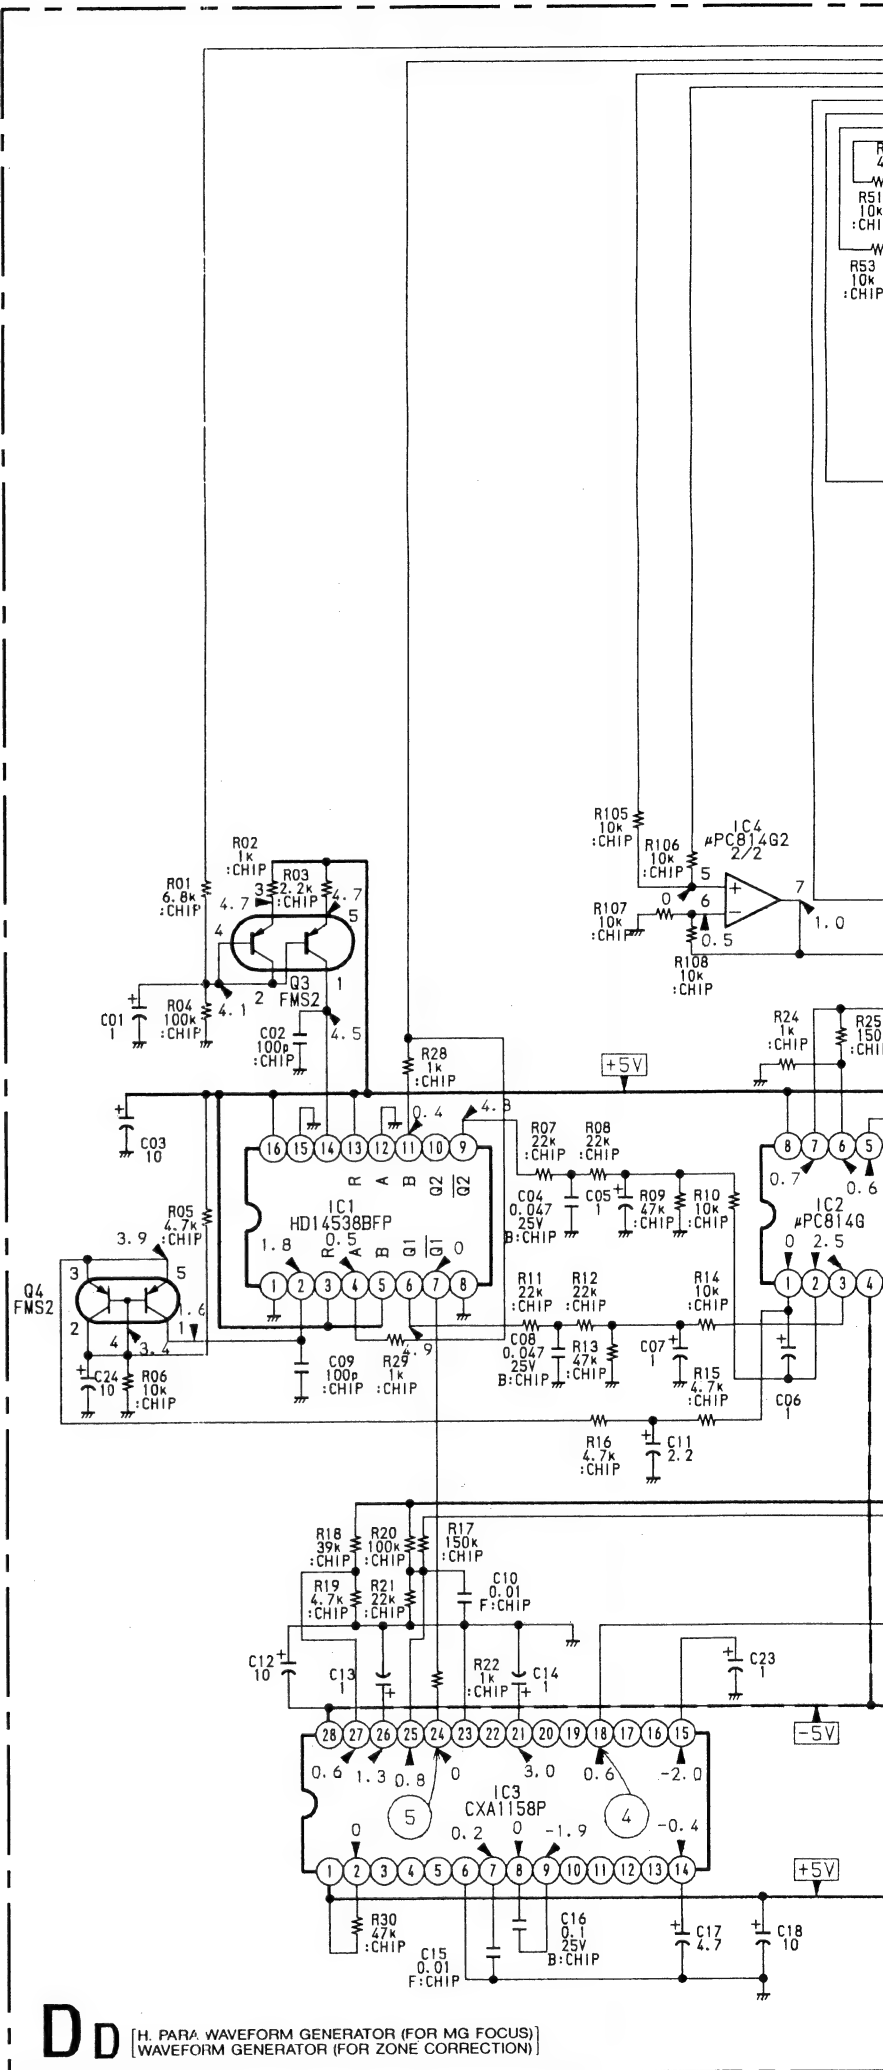 R
4
R51
10k
:CHI
R53
10k
:CHIP
R105
10k
:CHIP
IC4
µPC814G2
2/2
R106
10k
:CHIP
5
+
7
0
6
−
1.0
R107
10k
:CHIP
0.5
R108
10k
:CHIP
R02
1k
:CHIP
R03
2.2k
:CHIP
R01
6.8k
:CHIP
3
4.7
4.7
5
4
Q3
FMS2
2
1
+
C01
1
R04
100k
:CHIP
4.1
C02
100p
:CHIP
4.5
R28
1k
:CHIP
R24
1k
:CHIP
R25
150
:CHI
+5V
+
C03
10
0.4
4.8
16 15 14 13 12 11 10 9
R A B Q2 Q2
IC1
HD14538BFP
R A B Q1 Q1
1.8
0.5
0
1 2 3 4 5 6 7 8
R07
22k
:CHIP
R08
22k
:CHIP
C04
0.047
25V
B:CHIP
C05
1
+
R09
47k
:CHIP
R10
10k
:CHIP
8 7 6 5
0.7
0.6
IC2
µPC814G
0
2.5
1 2 3 4
R05
4.7k
:CHIP
3.9
Q4
FMS2
3
5
2
4
1
1.6
3.4
+
C24
10
R06
10k
:CHIP
C09
100p
:CHIP
R29
1k
:CHIP
4.9
R11
22k
:CHIP
R12
22k
:CHIP
C08
0.047
25V
B:CHIP
R13
47k
:CHIP
+
C07
1
R14
10k
:CHIP
R15
4.7k
:CHIP
+
C06
1
R16
4.7k
:CHIP
+
C11
2.2
R18
39k
:CHIP
R20
100k
:CHIP
R17
150k
:CHIP
R19
4.7k
:CHIP
R21
22k
:CHIP
C10
0.01
F:CHIP
C12
10
+
C13
1
+
R22
1k
:CHIP
C14
1
+
+
C23
1
-5V
28 27 26 25 24 23 22 21 20 19 18 17 16 15
0.6
1.3
0.8
0
3.0
0.6
-2.0
5
IC3
CXA1158P
4
0
0.2
0
-1.9
-0.4
1 2 3 4 5 6 7 8 9 10 11 12 13 14
+5V
R30
47k
:CHIP
C15
0.01
F:CHIP
C16
0.1
25V
B:CHIP
+
C17
4.7
+
C18
10
D D [H. PARA WAVEFORM GENERATOR (FOR MG FOCUS)]
[WAVEFORM GENERATOR (FOR ZONE CORRECTION)]